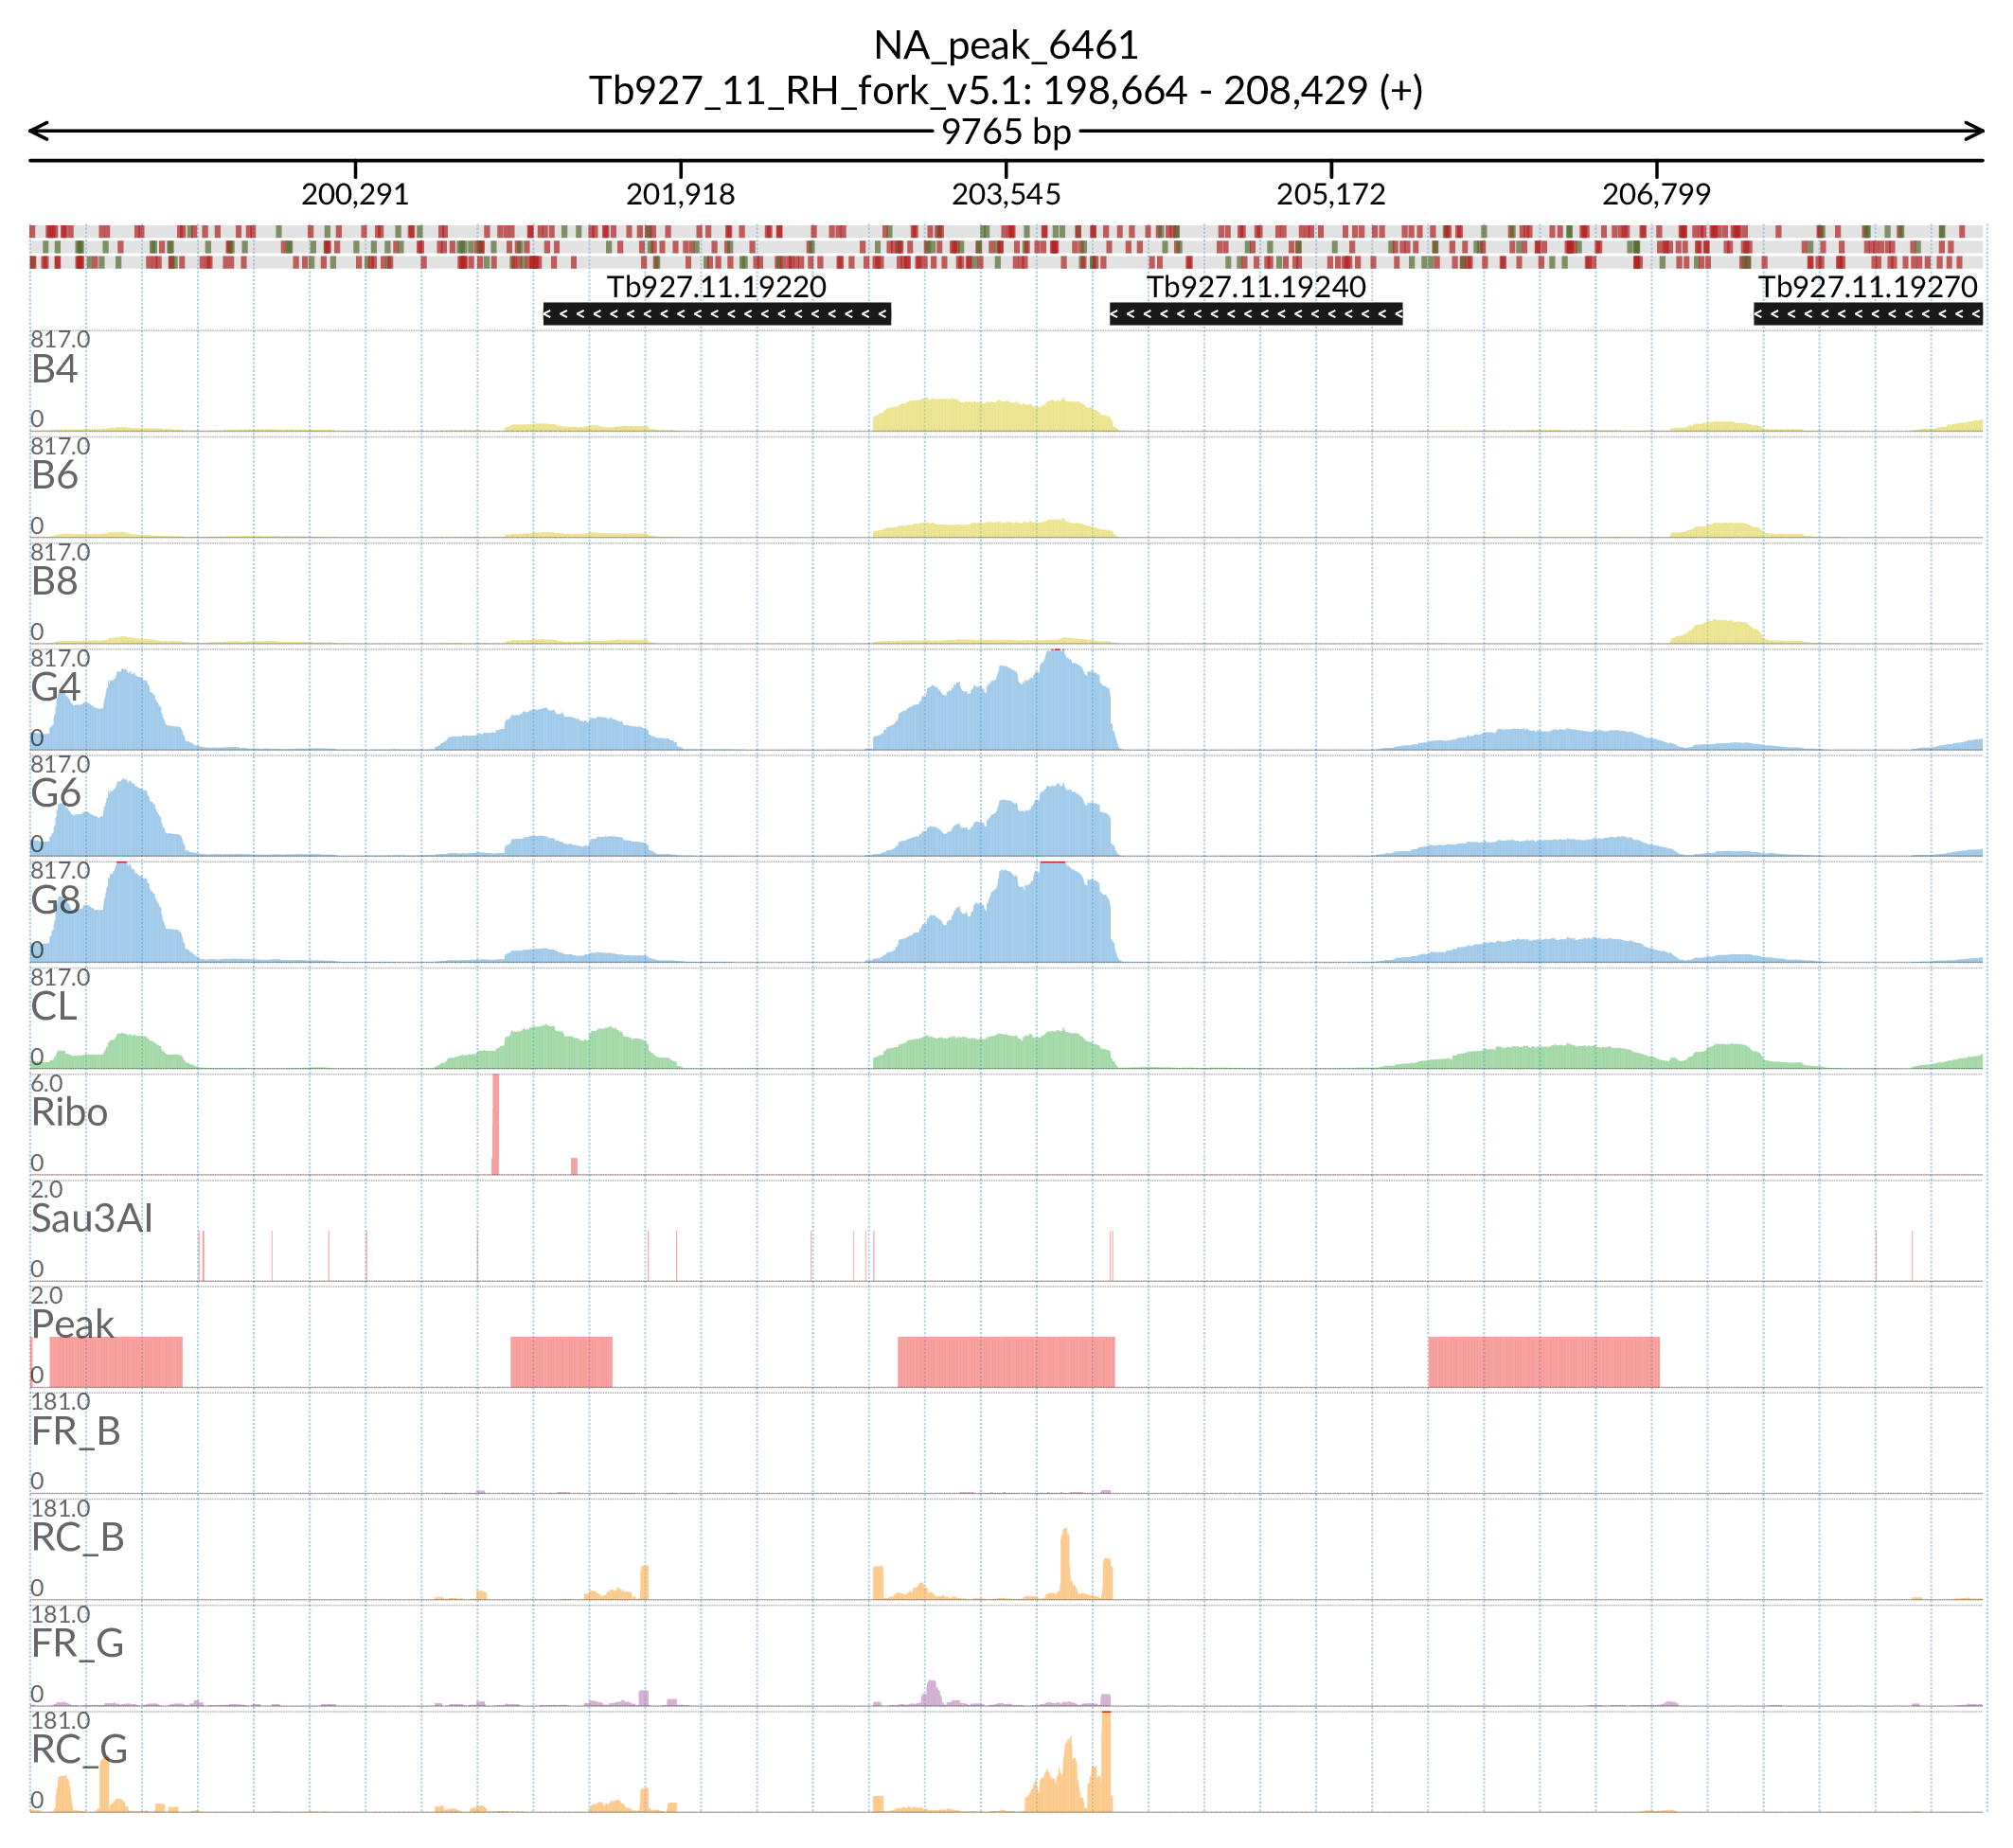 NA_peak_6461
Tb927_11_RH_fork_v5.1: 198,664 - 208,429 (+)
9765 bp
200,291 201,918 203,545 205,172 206,799
Tb927.11.19220 Tb927.11.19240 Tb927.11.19270
817.0
B4
0
817.0
B6
0
817.0
B8
0
817.0
G4
0
817.0
G6
0
817.0
G8
0
817.0
CL
0
6.0
Ribo
0
2.0
Sau3AI
0
2.0
Peak
0
181.0
FR_B
0
181.0
RC_B
0
181.0
FR_G
0
181.0
RC_G
0